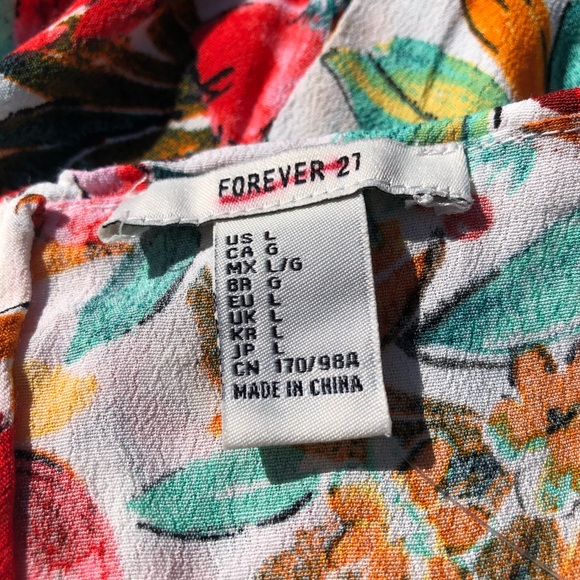 FOREVER 21
US L
CA G
MX L/G
BR G
EU L
UK L
KR L
JP L
CN 170/98A
MADE IN CHINA